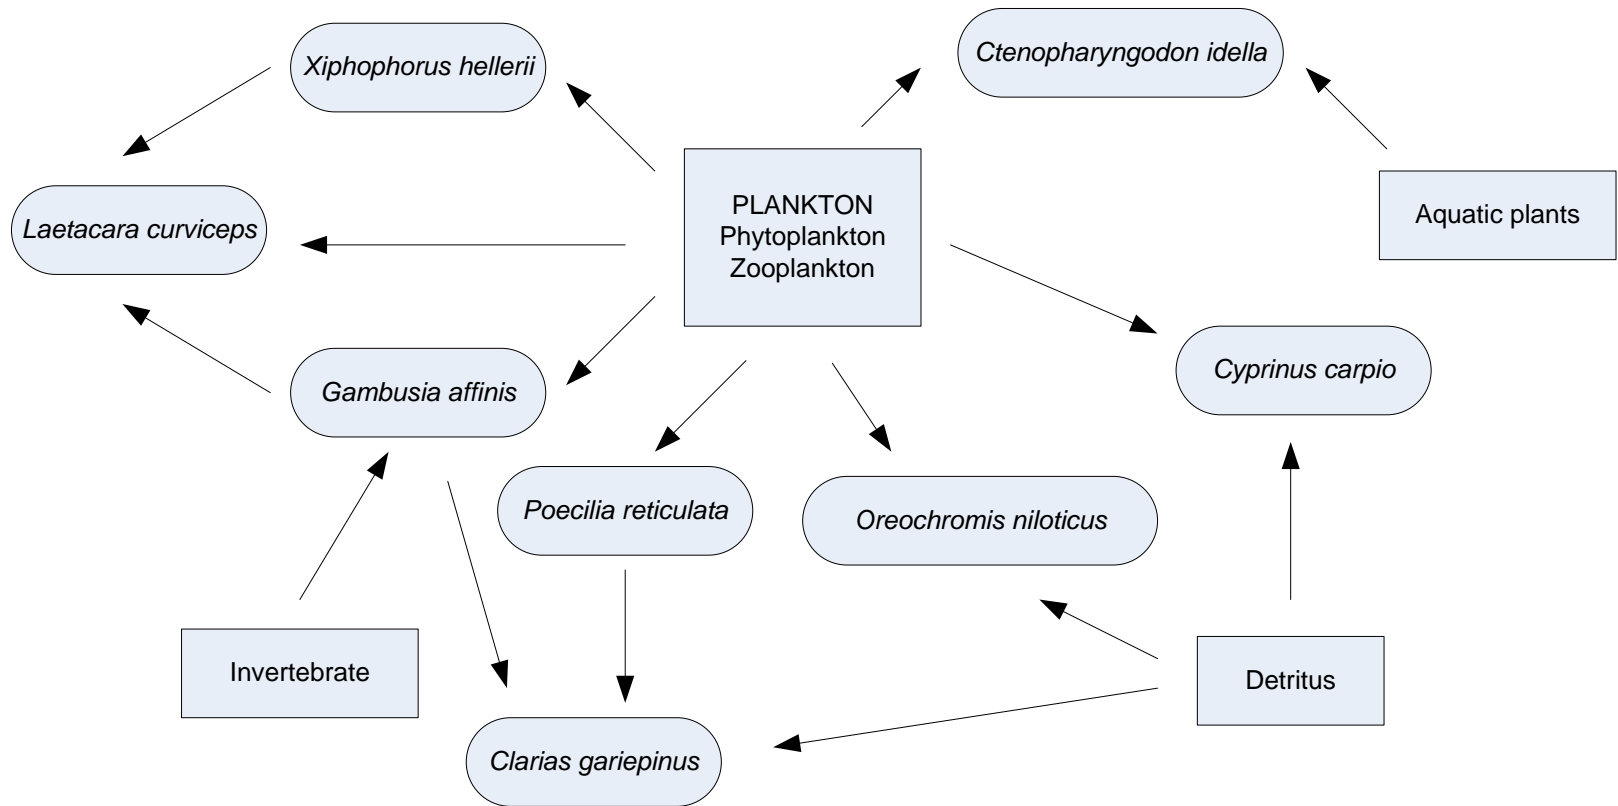 Xiphophorus hellerii
Ctenopharyngodon idella
PLANKTON
Phytoplankton
Zooplankton
Aquatic plants
Laetacara curviceps
Gambusia affinis
Cyprinus carpio
Poecilia reticulata
Oreochromis niloticus
Invertebrate
Detritus
Clarias gariepinus